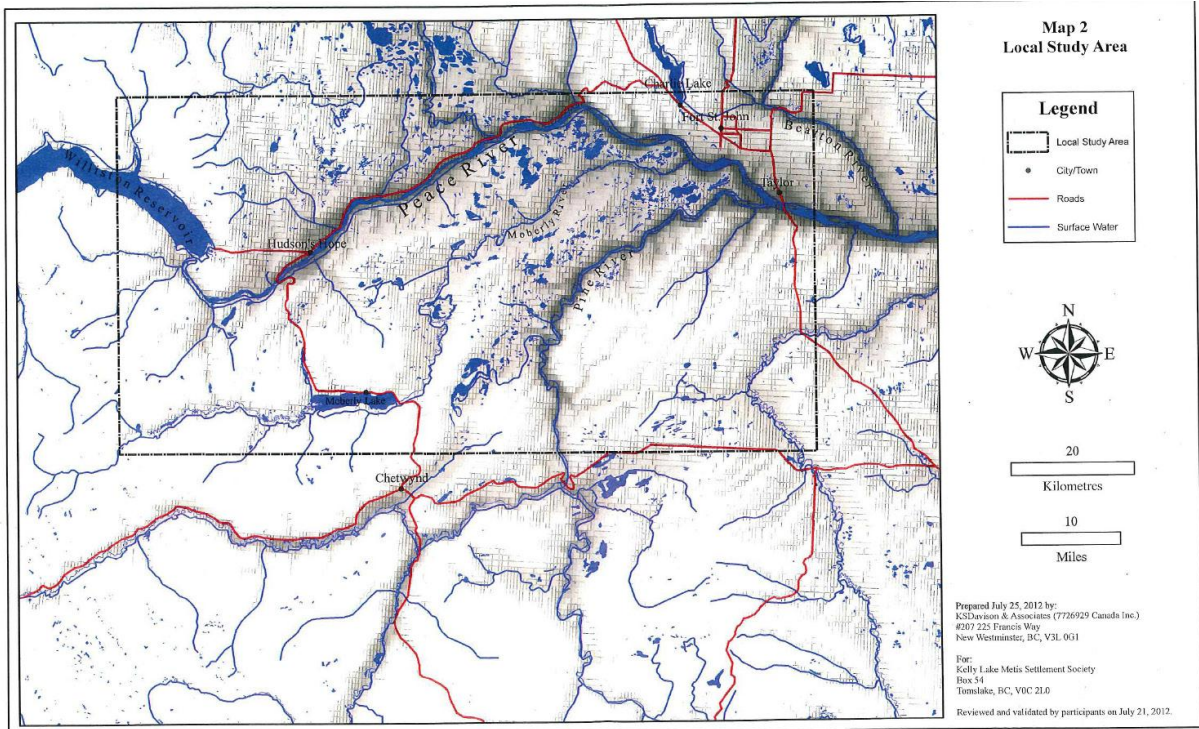 Map 2
Local Study Area
Legend
Local Study Area
City/Town
Roads
Surface Water
N
W
E
S
20
Kilometres
10
Miles
Prepared July 25, 2012 by:
KSDavison & Associates (7726929 Canada Inc.)
#207 225 Francis Way
New Westminster, BC, V3L 0G1
For:
Kelly Lake Metis Settlement Society
Box 54
Tomslake, BC, V0C 2L0
Reviewed and validated by participants on July 21, 2012.
Charlie Lake
Fort St. John
Beatton River
Williston Reservoir
Peace River
Taylor
Moberly River
Hudson's Hope
Pine River
Moberly Lake
Chetwynd